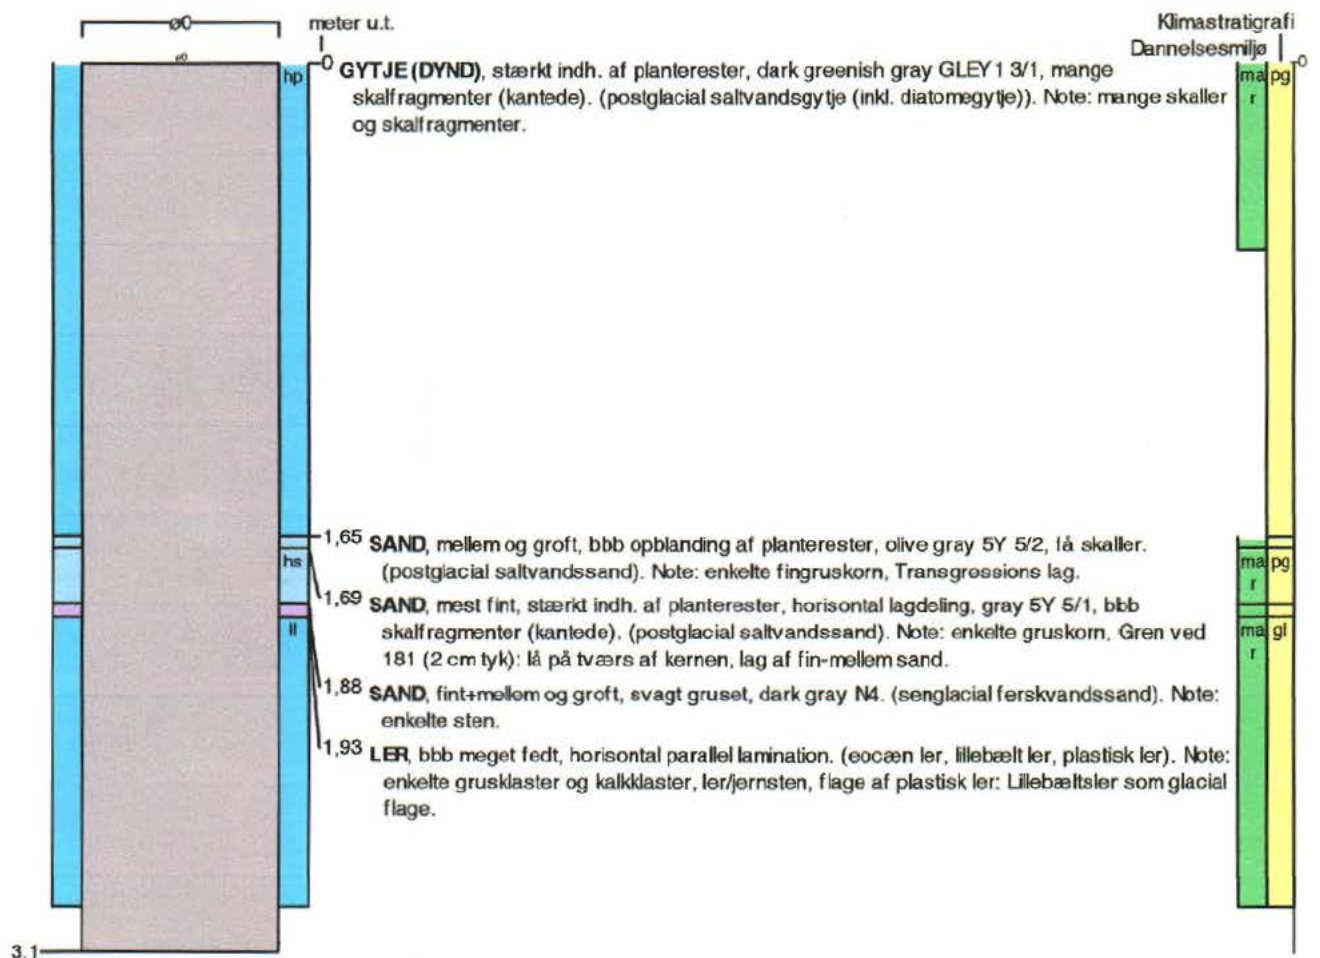 ø0 meter u.t. Klimastratigrafi
Dannelsesmiljø
ø0 0 0
hp GYTJE (DYND), stærkt indh. af planterester, dark greenish gray GLEY1 3/1, mange ma pg
skalfragmenter (kantede). (postglacial saltvandsgytje (inkl. diatomegytje)). Note: mange skaller r
og skalfragmenter.
1,65 SAND, mellem og groft, bbb opblanding af planterester, olive gray 5Y 5/2, få skaller.
hs (postglacial saltvandssand). Note: enkelte fingruskorn, Transgressions lag. ma pg
r
1,69 SAND, mest fint, stærkt indh. af planterester, horisontal lagdeling, gray 5Y 5/1, bbb
ll skalfragmenter (kantede). (postglacial saltvandssand). Note: enkelte gruskorn, Gren ved ma gl
181 (2 cm tyk): lå på tværs af kernen, lag af fin-mellem sand. r
1,88 SAND, fint+mellem og groft, svagt gruset, dark gray N4. (senglacial ferskvandssand). Note:
enkelte sten.
1,93 LER, bbb meget fedt, horisontal parallel lamination. (eocæn ler, lillebælt ler, plastisk ler). Note:
enkelte grusklaster og kalkklaster, ler/jernsten, flage af plastisk ler: Lillebæltsler som glacial
flage.
3.1